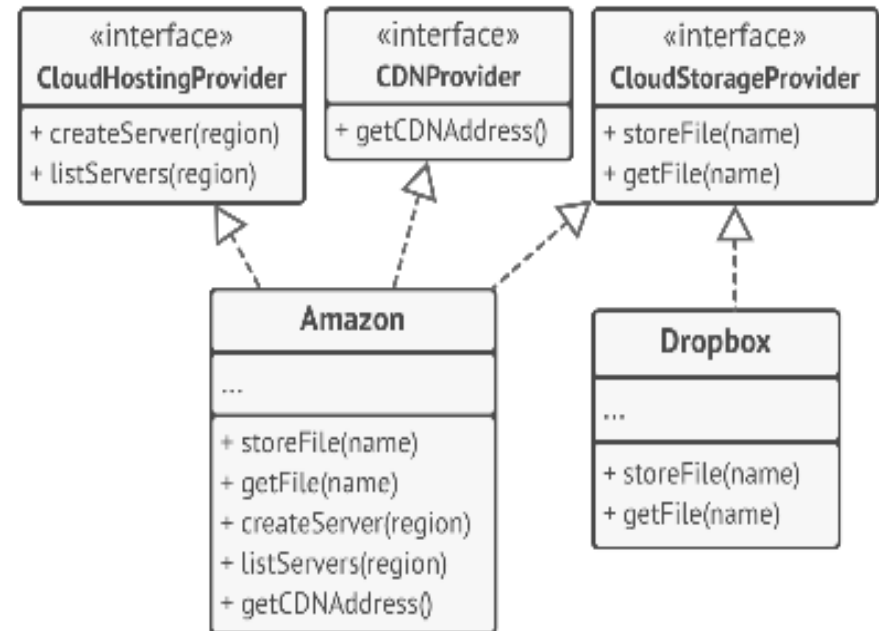 «interface»
CloudHostingProvider
+ createServer(region)
+ listServers(region)
«interface»
CDNProvider
+ getCDNAddress()
«interface»
CloudStorageProvider
+ storeFile(name)
+ getFile(name)
Amazon
...
+ storeFile(name)
+ getFile(name)
+ createServer(region)
+ listServers(region)
+ getCDNAddress()
Dropbox
...
+ storeFile(name)
+ getFile(name)